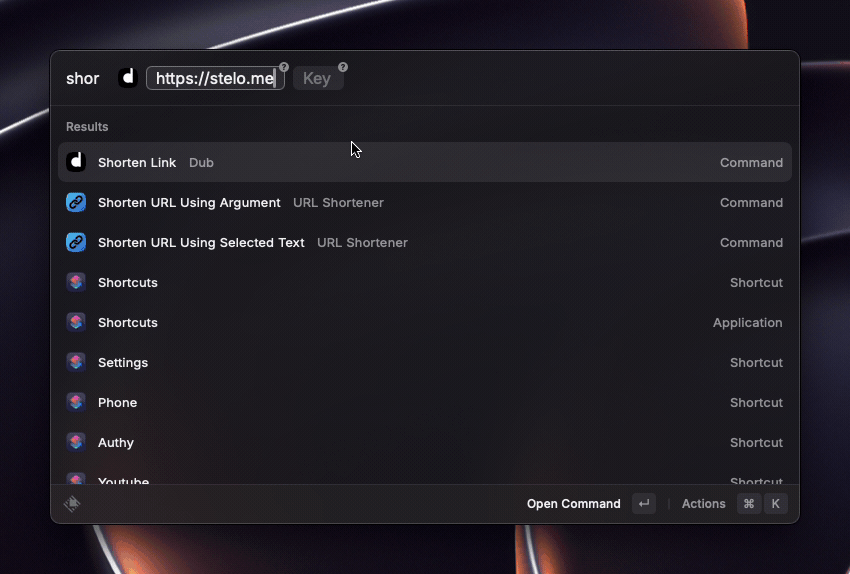 shor d https://stelo.me ? Key ?
Results
Shorten Link Dub Command
Shorten URL Using Argument URL Shortener Command
Shorten URL Using Selected Text URL Shortener Command
Shortcuts Shortcut
Shortcuts Application
Settings Shortcut
Phone Shortcut
Authy Shortcut
Youtube Shortcut
Open Command ↵ Actions ⌘ K